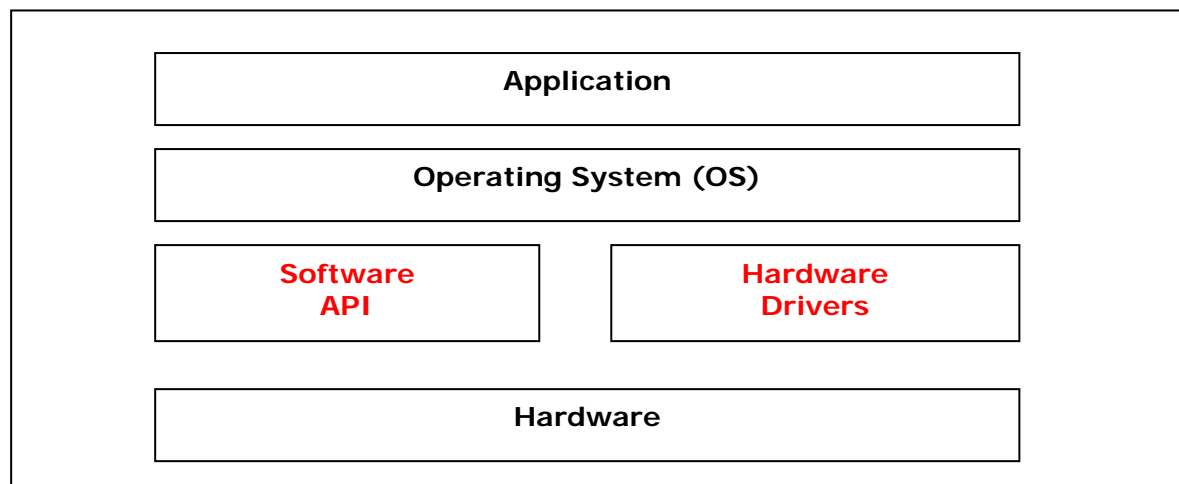 Application
Operating System (OS)
Software
API
Hardware
Drivers
Hardware